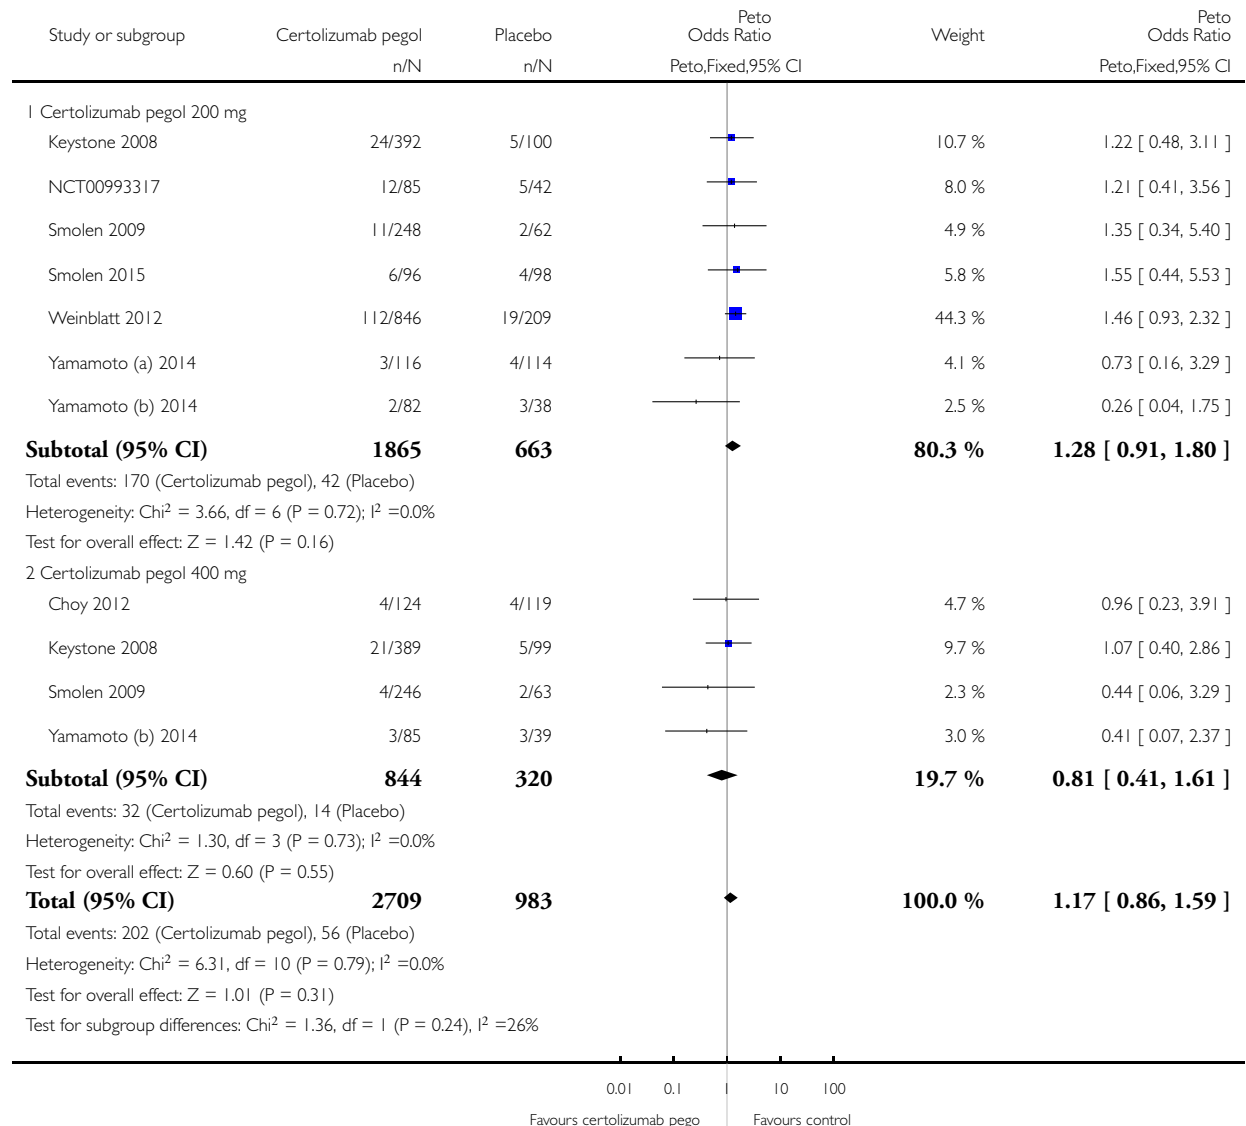 Peto Peto
Study or subgroup Certolizumab pegol Placebo Odds Ratio Weight Odds Ratio
n/N n/N Peto,Fixed,95% CI Peto,Fixed,95% CI
1 Certolizumab pegol 200 mg
Keystone 2008 24/392 5/100 10.7 % 1.22 [ 0.48, 3.11 ]
NCT00993317 12/85 5/42 8.0 % 1.21 [ 0.41, 3.56 ]
Smolen 2009 11/248 2/62 4.9 % 1.35 [ 0.34, 5.40 ]
Smolen 2015 6/96 4/98 5.8 % 1.55 [ 0.44, 5.53 ]
Weinblatt 2012 112/846 19/209 44.3 % 1.46 [ 0.93, 2.32 ]
Yamamoto (a) 2014 3/116 4/114 4.1 % 0.73 [ 0.16, 3.29 ]
Yamamoto (b) 2014 2/82 3/38 2.5 % 0.26 [ 0.04, 1.75 ]
Subtotal (95% CI) 1865 663 80.3 % 1.28 [ 0.91, 1.80 ]
Total events: 170 (Certolizumab pegol), 42 (Placebo)
Heterogeneity: Chi² = 3.66, df = 6 (P = 0.72); I² =0.0%
Test for overall effect: Z = 1.42 (P = 0.16)
2 Certolizumab pegol 400 mg
Choy 2012 4/124 4/119 4.7 % 0.96 [ 0.23, 3.91 ]
Keystone 2008 21/389 5/99 9.7 % 1.07 [ 0.40, 2.86 ]
Smolen 2009 4/246 2/63 2.3 % 0.44 [ 0.06, 3.29 ]
Yamamoto (b) 2014 3/85 3/39 3.0 % 0.41 [ 0.07, 2.37 ]
Subtotal (95% CI) 844 320 19.7 % 0.81 [ 0.41, 1.61 ]
Total events: 32 (Certolizumab pegol), 14 (Placebo)
Heterogeneity: Chi² = 1.30, df = 3 (P = 0.73); I² =0.0%
Test for overall effect: Z = 0.60 (P = 0.55)
Total (95% CI) 2709 983 100.0 % 1.17 [ 0.86, 1.59 ]
Total events: 202 (Certolizumab pegol), 56 (Placebo)
Heterogeneity: Chi² = 6.31, df = 10 (P = 0.79); I² =0.0%
Test for overall effect: Z = 1.01 (P = 0.31)
Test for subgroup differences: Chi² = 1.36, df = 1 (P = 0.24), I² =26%
0.01 0.1 1 10 100
Favours certolizumab pego Favours control